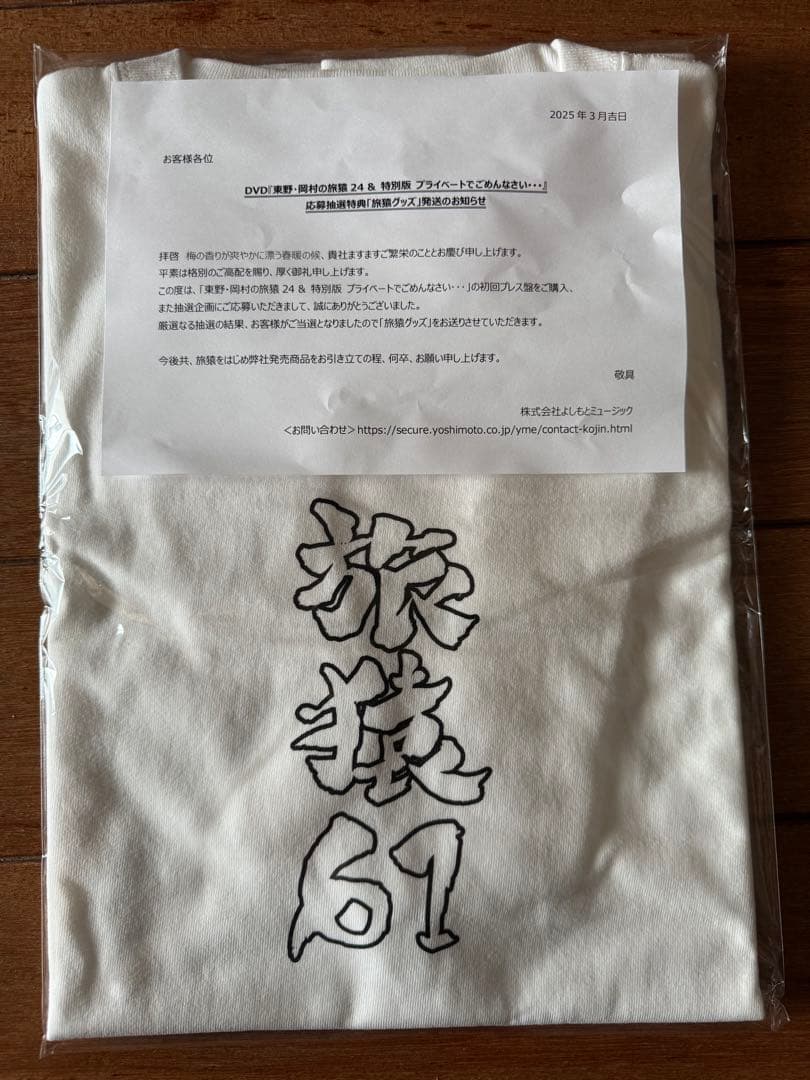 2025年3月吉日
お客様各位
DVD『東野・岡村の旅猿24 & 特別版 プライベートでごめんなさい・・・』
応募抽選特典「旅猿グッズ」発送のお知らせ
拝啓 梅の香りが爽やかに漂う春暖の候、貴社ますますご繁栄のこととお慶び申し上げます。
平素は格別のご高配を賜り、厚く御礼申し上げます。
この度は、「東野・岡村の旅猿24 & 特別版 プライベートでごめんなさい・・・」の初回プレス盤をご購入、
また抽選企画にご応募いただきまして、誠にありがとうございました。
厳選なる抽選の結果、お客様がご当選となりましたので「旅猿グッズ」をお送りさせていただきます。
今後共、旅猿をはじめ弊社発売商品をお引き立ての程、何卒、お願い申し上げます。
敬具
株式会社よしもとミュージック
<お問い合わせ>https://secure.yoshimoto.co.jp/yme/contact-kojin.html
旅
猿
61